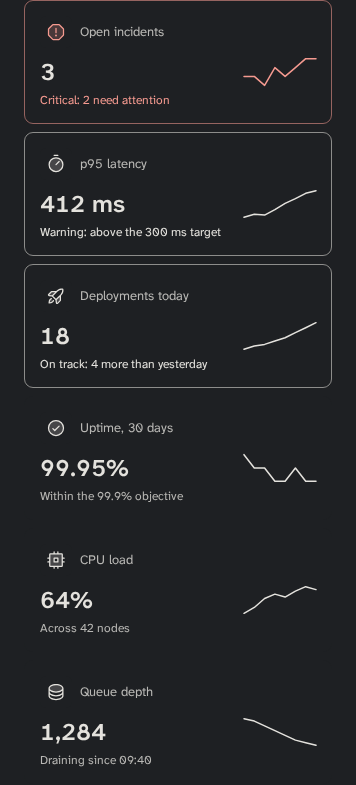 Open incidents
3
Critical: 2 need attention
p95 latency
412 ms
Warning: above the 300 ms target
Deployments today
18
On track: 4 more than yesterday
Uptime, 30 days
99.95%
Within the 99.9% objective
CPU load
64%
Across 42 nodes
Queue depth
1,284
Draining since 09:40